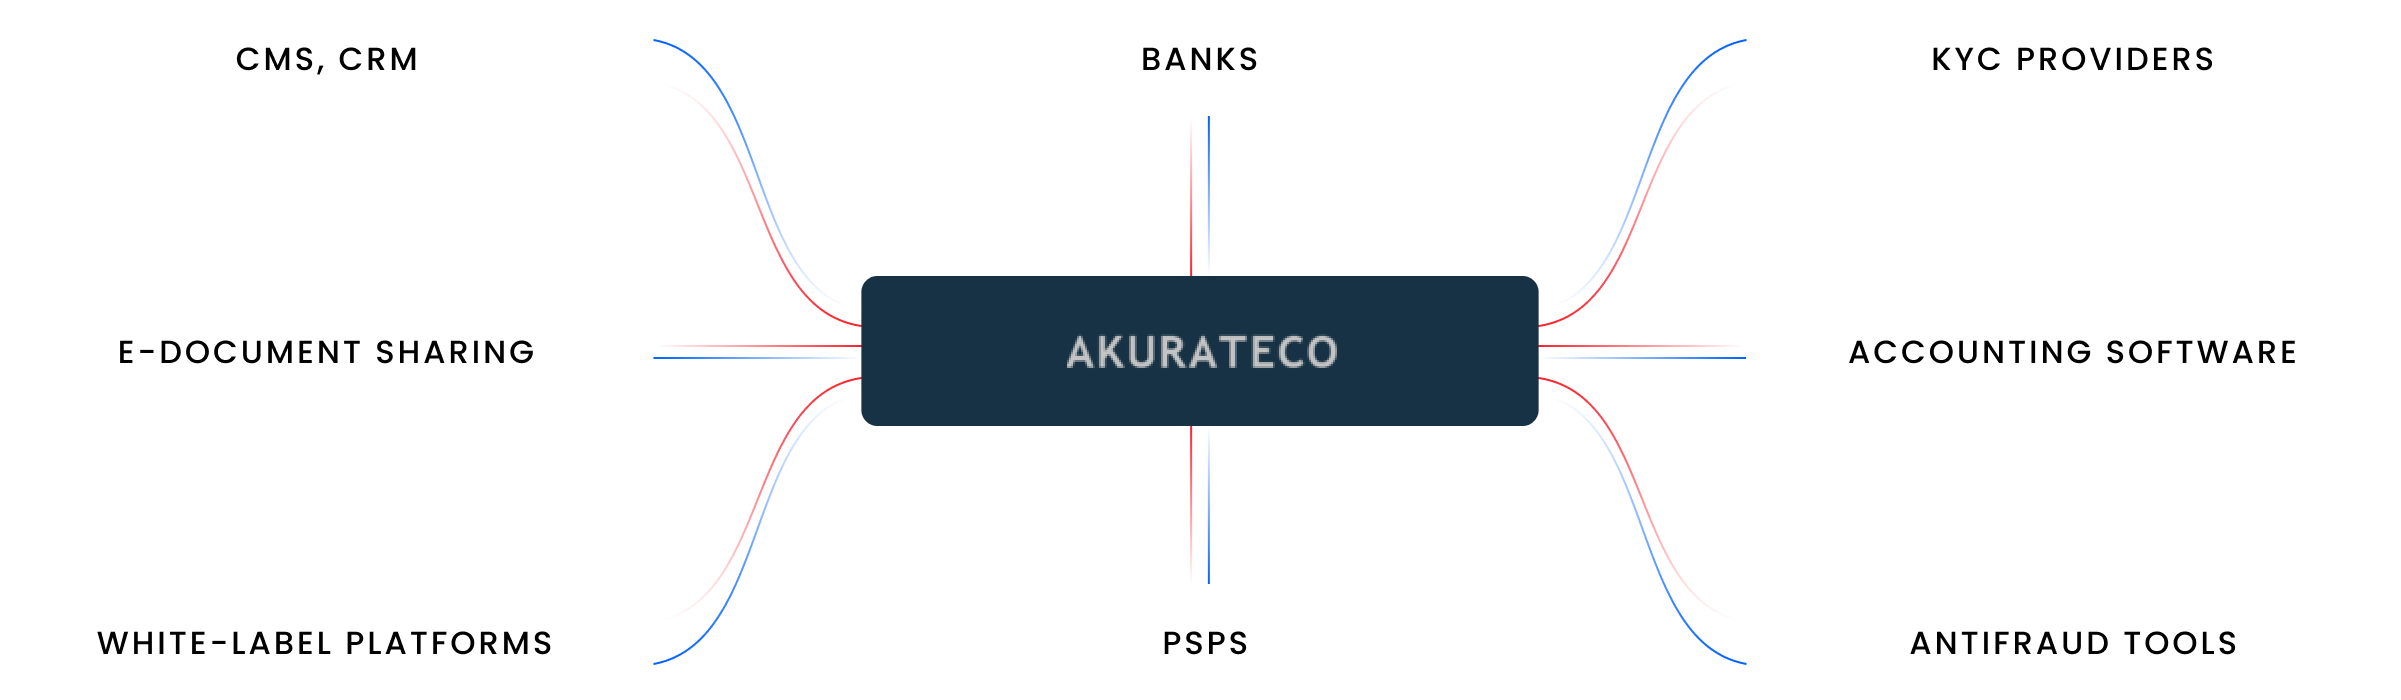 CMS, CRM
BANKS
KYC PROVIDERS
E-DOCUMENT SHARING
AKURATECO
ACCOUNTING SOFTWARE
WHITE-LABEL PLATFORMS
PSPS
ANTIFRAUD TOOLS